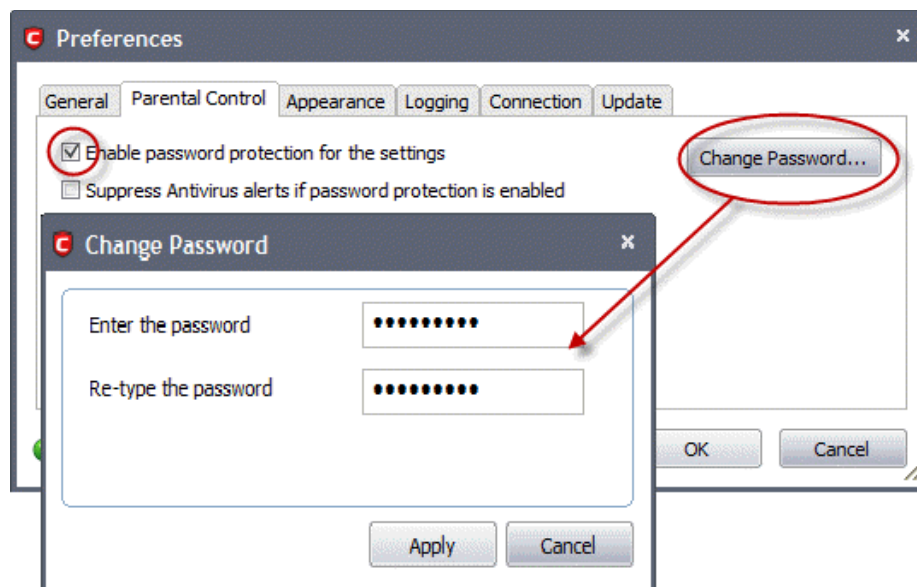 Preferences
General Parental Control Appearance Logging Connection Update
Enable password protection for the settings
Change Password...
Suppress Antivirus alerts if password protection is enabled
Change Password
Enter the password •••••••••
Re-type the password •••••••••
OK Cancel
Apply Cancel